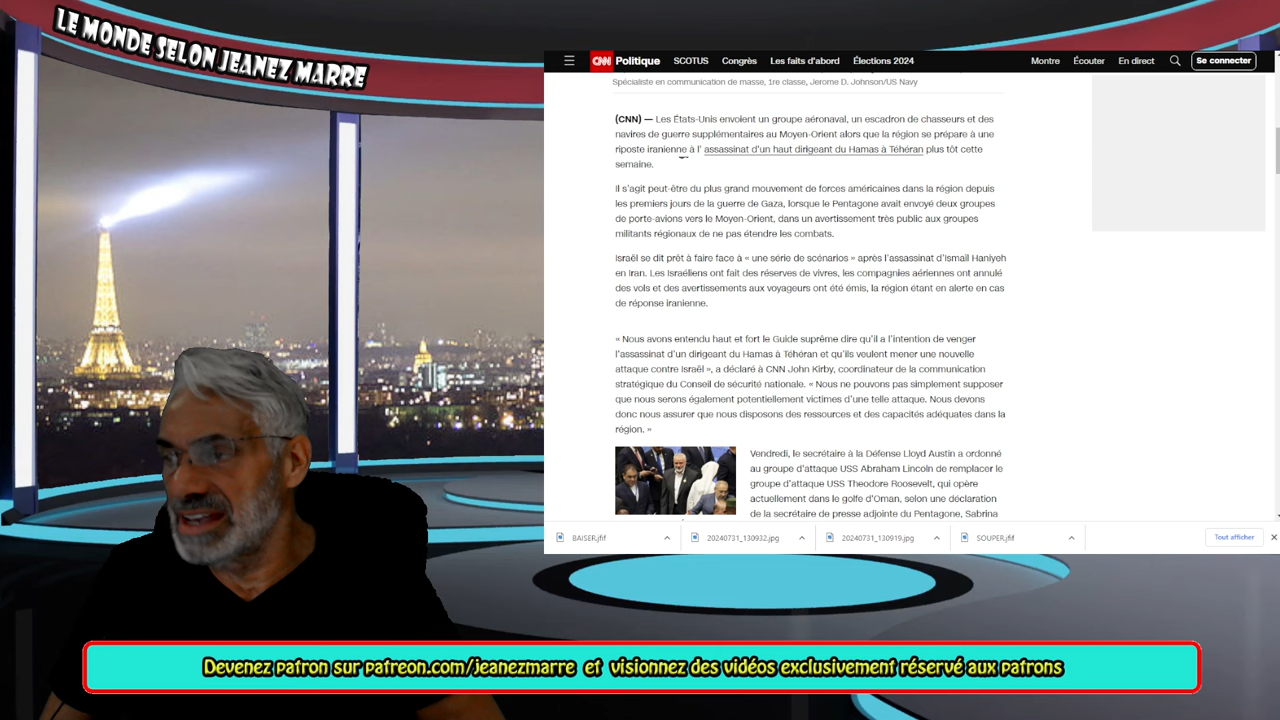 LE MONDE SELON JEANEZ MARRE
CNN Politique SCOTUS Congrès Les faits d'abord Élections 2024 Montre Écouter En direct Se connecter
Spécialiste en communication de masse, 1re classe, Jerome D. Johnson/US Navy
(CNN) — Les États-Unis envoient un groupe aéronaval, un escadron de chasseurs et des
navires de guerre supplémentaires au Moyen-Orient alors que la région se prépare à une
riposte iranienne à l' assassinat d'un haut dirigeant du Hamas à Téhéran plus tôt cette
semaine.
Il s'agit peut-être du plus grand mouvement de forces américaines dans la région depuis
les premiers jours de la guerre de Gaza, lorsque le Pentagone avait envoyé deux groupes
de porte-avions vers le Moyen-Orient, dans un avertissement très public aux groupes
militants régionaux de ne pas étendre les combats.
Israël se dit prêt à faire face à « une série de scénarios » après l'assassinat d'Ismaïl Haniyeh
en Iran. Les Israéliens ont fait des réserves de vivres, les compagnies aériennes ont annulé
des vols et des avertissements aux voyageurs ont été émis, la région étant en alerte en cas
de réponse iranienne.
« Nous avons entendu haut et fort le Guide suprême dire qu'il a l'intention de venger
l'assassinat d'un dirigeant du Hamas à Téhéran et qu'ils veulent mener une nouvelle
attaque contre Israël », a déclaré à CNN John Kirby, coordinateur de la communication
stratégique du Conseil de sécurité nationale. « Nous ne pouvons pas simplement supposer
que nous serons également potentiellement victimes d'une telle attaque. Nous devons
donc nous assurer que nous disposons des ressources et des capacités adéquates dans la
région. »
Vendredi, le secrétaire à la Défense Lloyd Austin a ordonné
au groupe d'attaque USS Abraham Lincoln de remplacer le
groupe d'attaque USS Theodore Roosevelt, qui opère
actuellement dans le golfe d'Oman, selon une déclaration
de la secrétaire de presse adjointe du Pentagone, Sabrina
BAISER.jfif 20240731_130932.jpg 20240731_130919.jpg SOUPER.jfif Tout afficher
Devenez patron sur patreon.com/jeanezmarre et visionnez des vidéos exclusivement réservé aux patrons